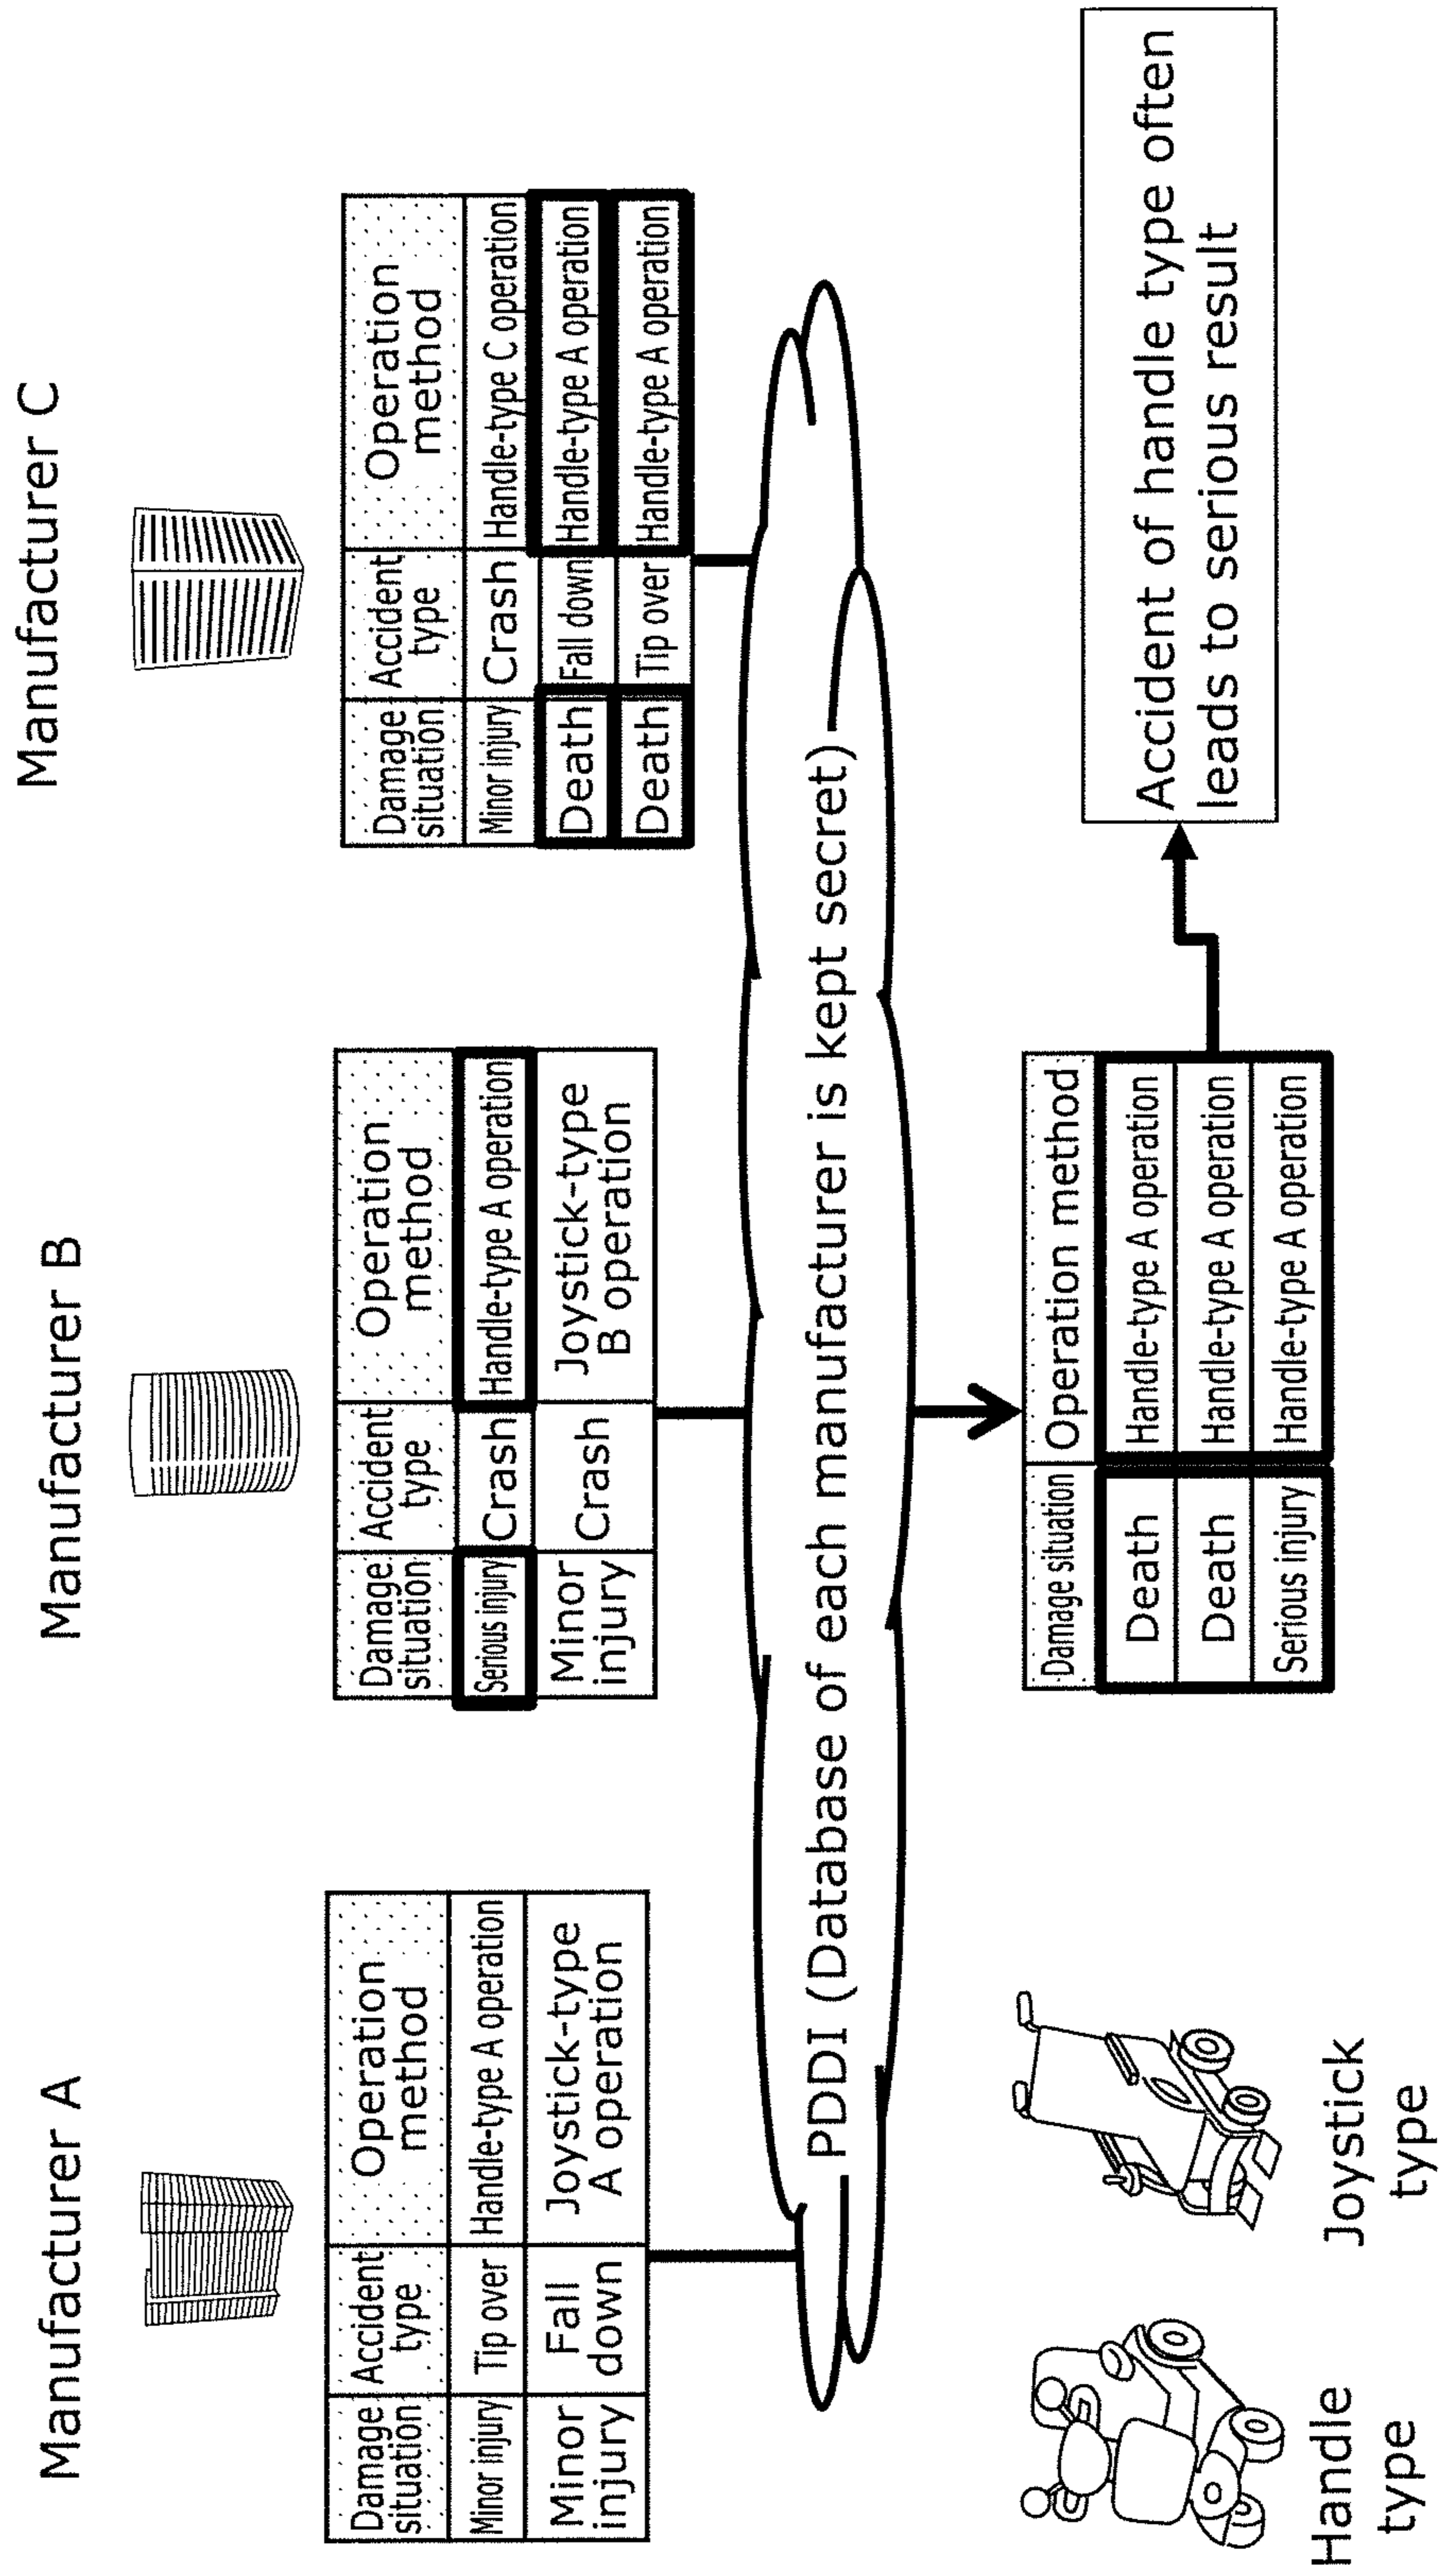 Manufacturer A
Damage
situation
Accident
type
Operation
method
Minor injury
Tip over
Handle-type A operation
Minor
injury
Fall
down
Joystick-type
A operation
Manufacturer B
Damage
situation
Accident
type
Operation
method
Serious injury
Crash
Handle-type A operation
Minor
injury
Crash
Joystick-type
B operation
Manufacturer C
Damage
situation
Accident
type
Operation
method
Minor injury
Crash
Handle-type C operation
Death
Fall down
Handle-type A operation
Death
Tip over
Handle-type A operation
PDDI (Database of each manufacturer is kept secret)
Handle
type
Joystick
type
Damage situation
Operation method
Death
Handle-type A operation
Death
Handle-type A operation
Serious injury
Handle-type A operation
Accident of handle type often
leads to serious result